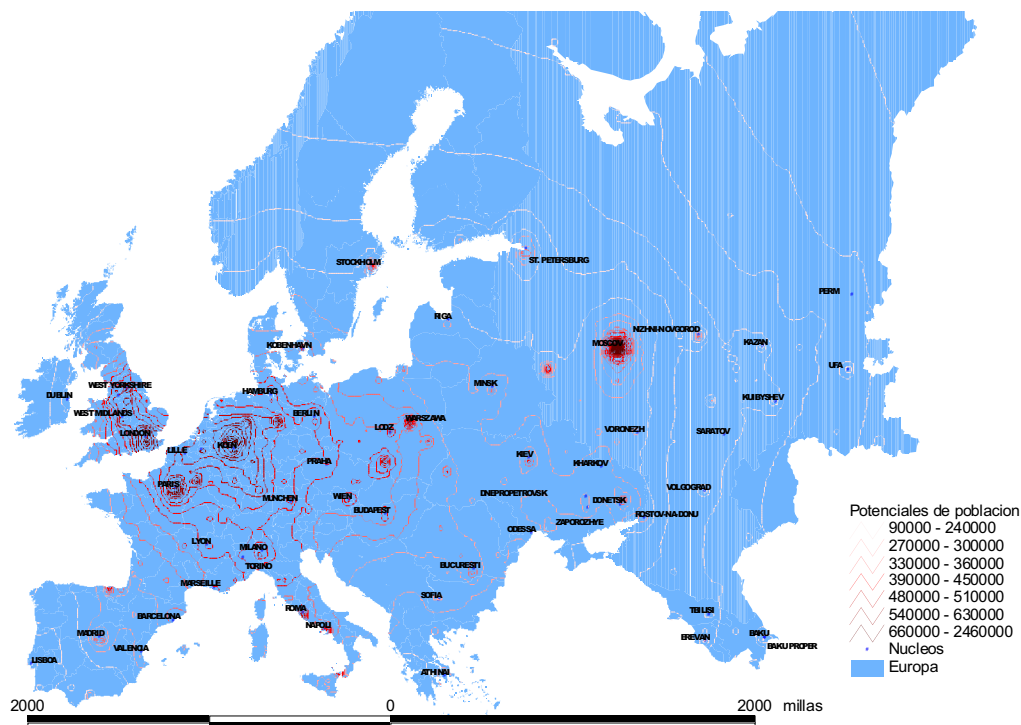 STOCKHOLM
ST. PETERSBURG
PERM
RIGA
NIZHNI-NOVGOROD
MOSCOW
KAZAN
KOBENHAVN
UFA
MINSK
WEST YORKSHIRE
DUBLIN
HAMBURG
KUIBYSHEV
WEST MIDLANDS
BERLIN
WARSZAWA
LODZ
LONDON
VORONEZH
SARATOV
KOLN
LILLE
KIEV
PRAHA
KHARKOV
PARIS
VOLGOGRAD
MUNCHEN
WIEN
DNEPROPETROVSK
DONETSK
BUDAPEST
ROSTOV-NA-DONU
ZAPOROZHYE
ODESSA
LYON
MILANO
TORINO
BUCURESTI
MARSEILLE
SOFIA
ROMA
BARCELONA
NAPOLI
TBILISI
MADRID
EREVAN
BAKU
VALENCIA
BAKU PROPER
LISBOA
ATHINAI
Potenciales de poblacion
90000 - 240000
270000 - 300000
330000 - 360000
390000 - 450000
480000 - 510000
540000 - 630000
660000 - 2460000
Nucleos
Europa
2000 0 2000 millas